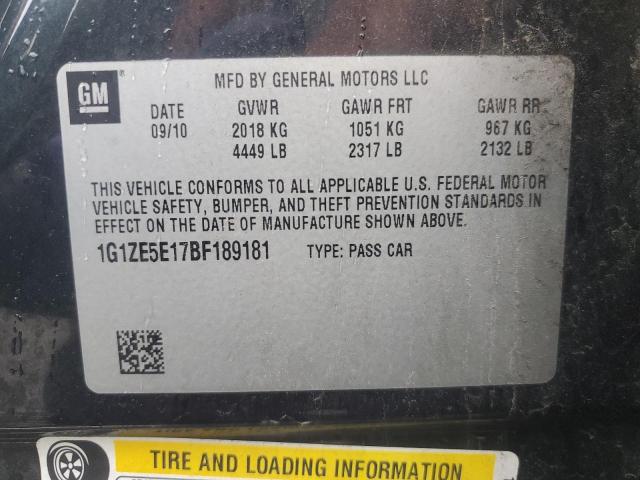 GM
MFD BY GENERAL MOTORS LLC
DATE GVWR GAWR FRT GAWR RR
09/10 2018 KG 1051 KG 967 KG
4449 LB 2317 LB 2132 LB
THIS VEHICLE CONFORMS TO ALL APPLICABLE U.S. FEDERAL MOTOR
VEHICLE SAFETY, BUMPER, AND THEFT PREVENTION STANDARDS IN
EFFECT ON THE DATE OF MANUFACTURE SHOWN ABOVE.
1G1ZE5E17BF189181 TYPE: PASS CAR
TIRE AND LOADING INFORMATION